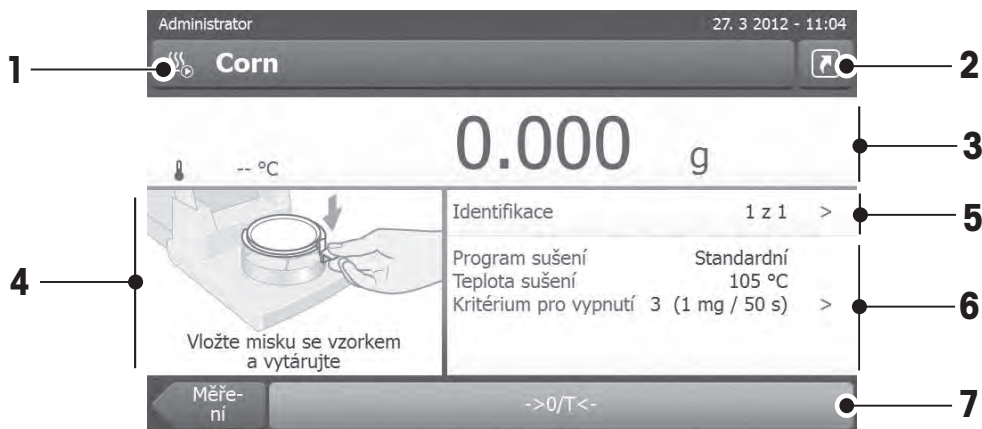 Administrator 27. 3 2012 - 11:04
1 Corn 2
0.000 g 3
-- °C
4
Vložte misku se vzorkem
a vytárujte
Identifikace 1 z 1 > 5
Program sušení Standardní
Teplota sušení 105 °C
Kritérium pro vypnutí 3 (1 mg / 50 s) > 6
Měře-
ní
->0/T<- 7